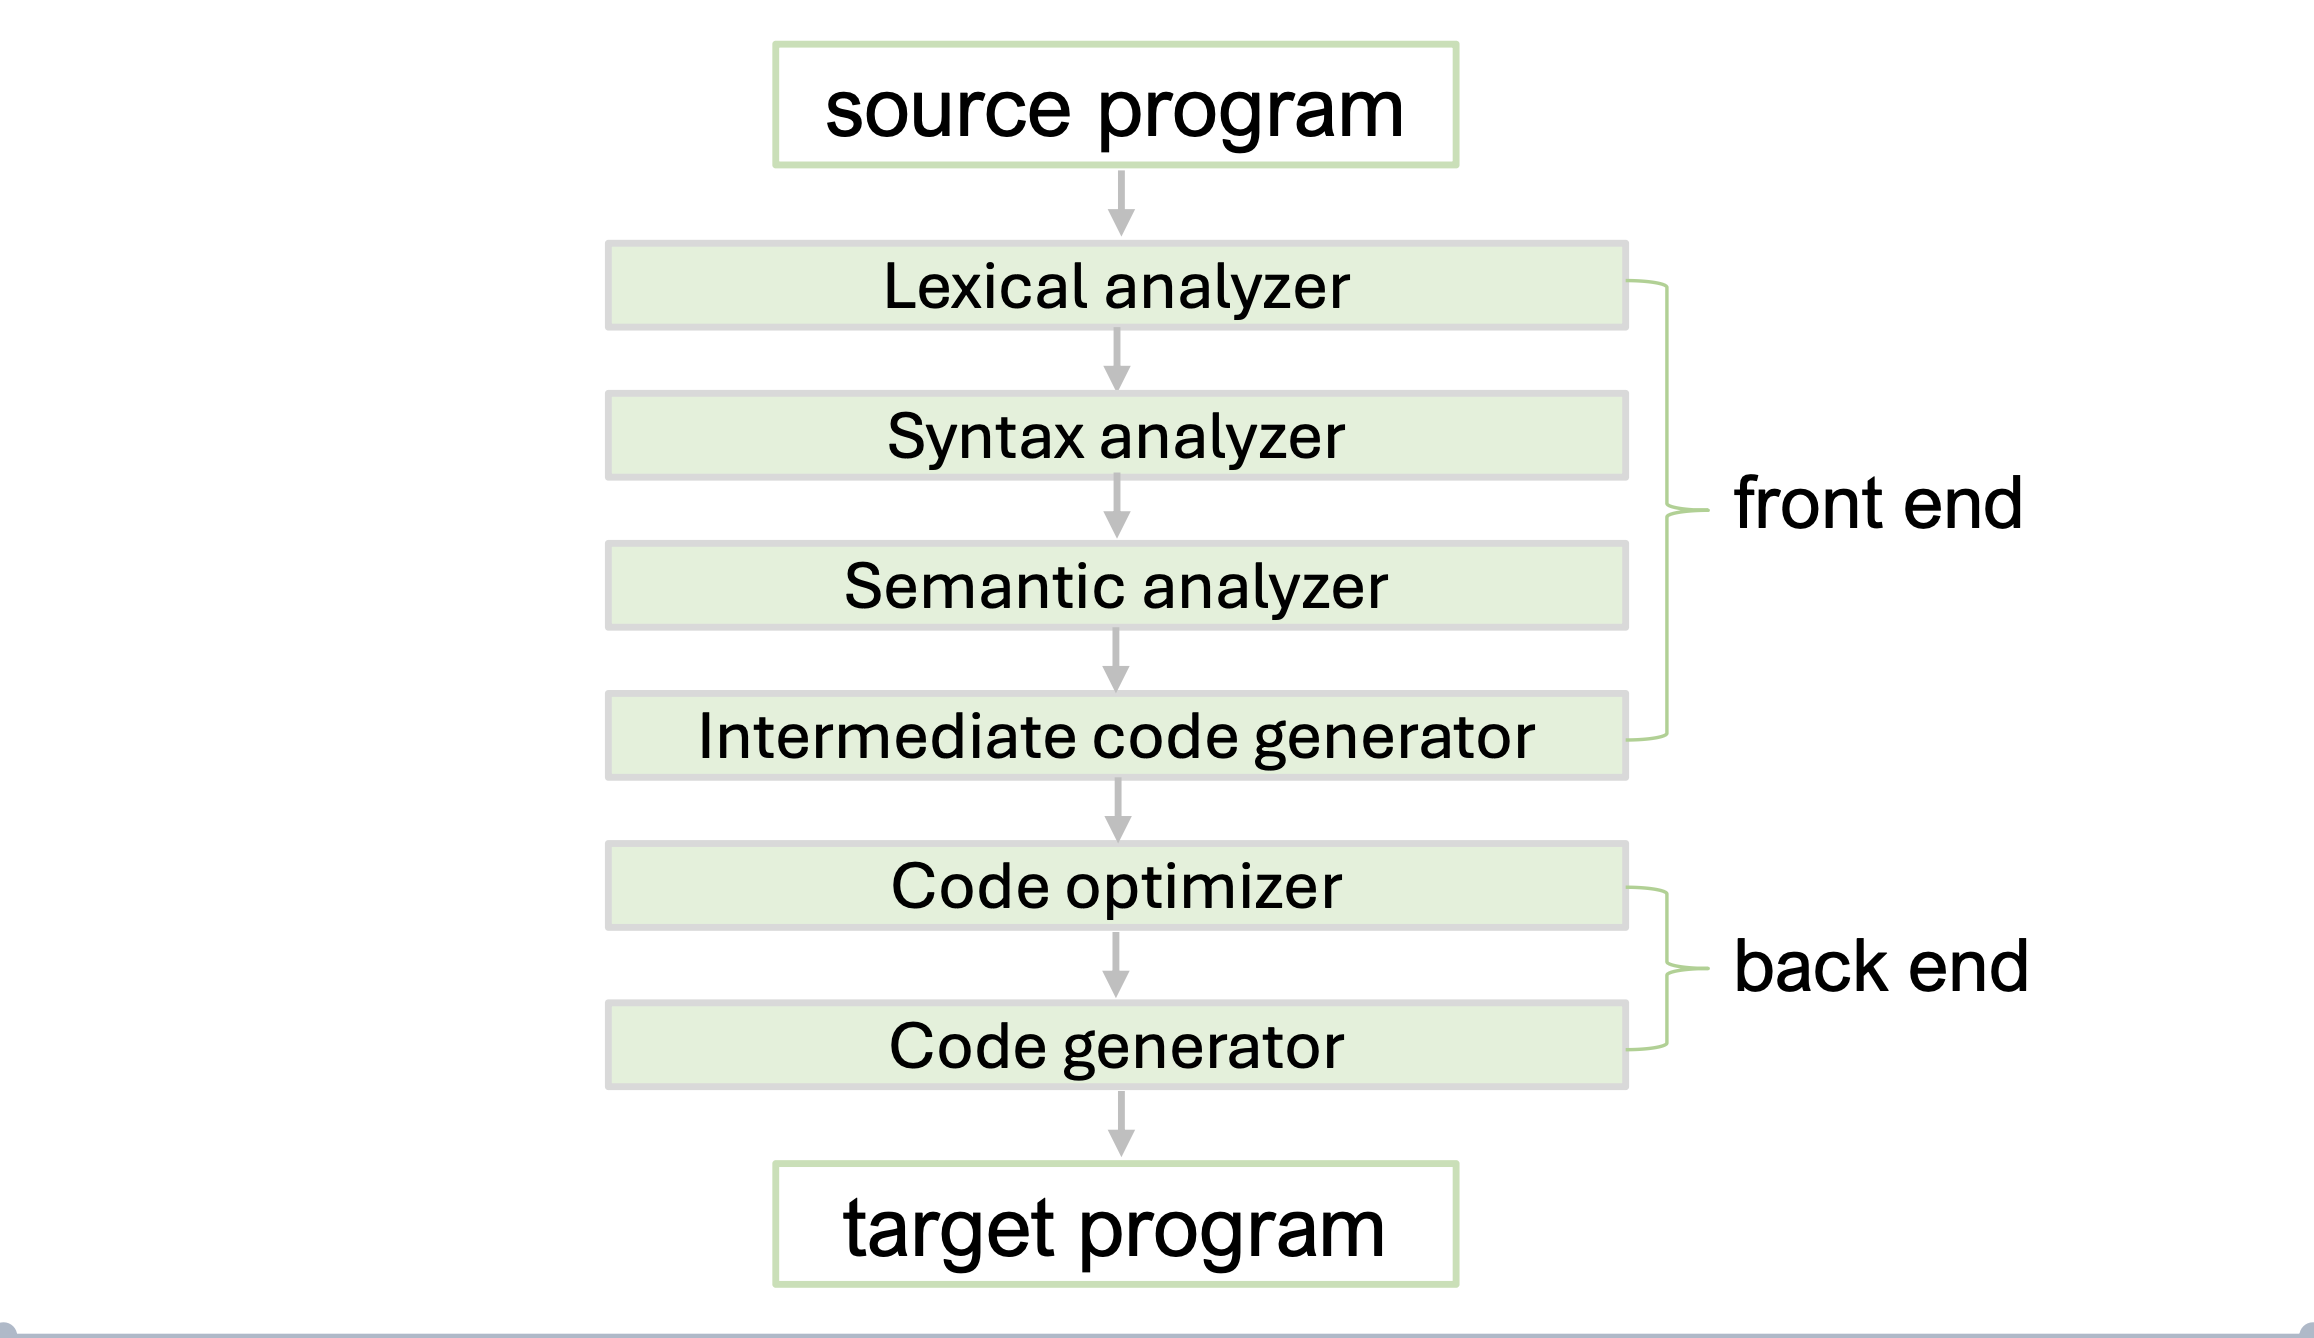 source program
Lexical analyzer
Syntax analyzer
Semantic analyzer
Intermediate code generator
front end
Code optimizer
Code generator
back end
target program